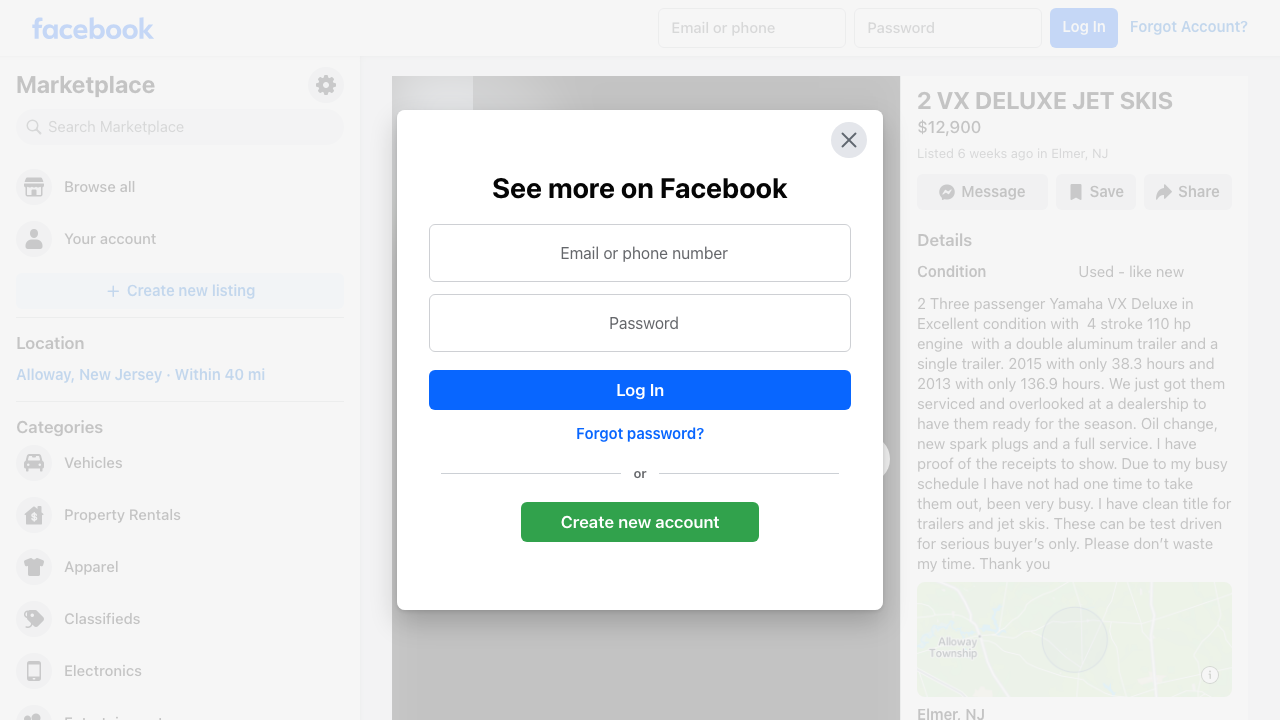 facebook
Email or phone
Password
Log In
Forgot Account?
Marketplace
Search Marketplace
Browse all
Your account
Create new listing
Location
Alloway, New Jersey · Within 40 mi
Categories
Vehicles
Property Rentals
Apparel
Classifieds
Electronics
See more on Facebook
Email or phone number
Password
Log In
Forgot password?
or
Create new account
2 VX DELUXE JET SKIS
$12,900
Listed 6 weeks ago in Elmer, NJ
Message
Save
Share
Details
Condition
Used - like new
2 Three passenger Yamaha VX Deluxe in
Excellent condition with  4 stroke 110 hp
engine  with a double aluminum trailer and a
single trailer. 2015 with only 38.3 hours and
2013 with only 136.9 hours. We just got them
serviced and overlooked at a dealership to
have them ready for the season. Oil change,
new spark plugs and a full service. I have
proof of the receipts to show. Due to my busy
schedule I have not had one time to take
them out, been very busy. I have clean title for
trailers and jet skis. These can be test driven
for serious buyer’s only. Please don’t waste
my time. Thank you
Alloway
Township
Elmer, NJ